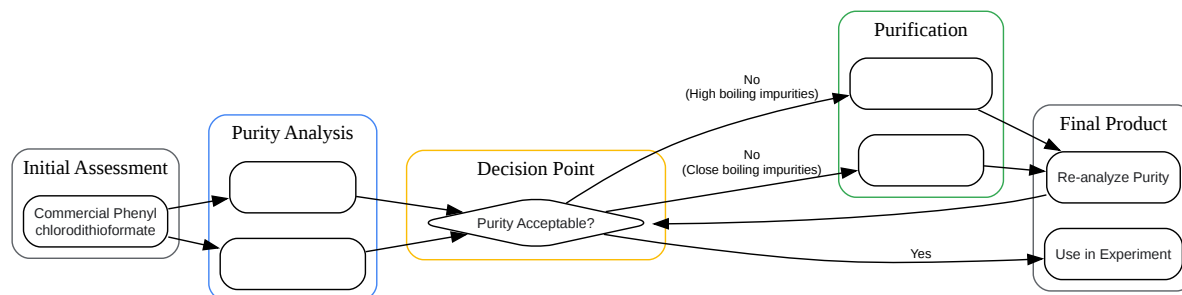 Initial Assessment
Commercial Phenyl
chlorodithioformate
Purity Analysis
Decision Point
Purity Acceptable?
No
(High boiling impurities)
No
(Close boiling impurities)
Yes
Purification
Final Product
Re-analyze Purity
Use in Experiment